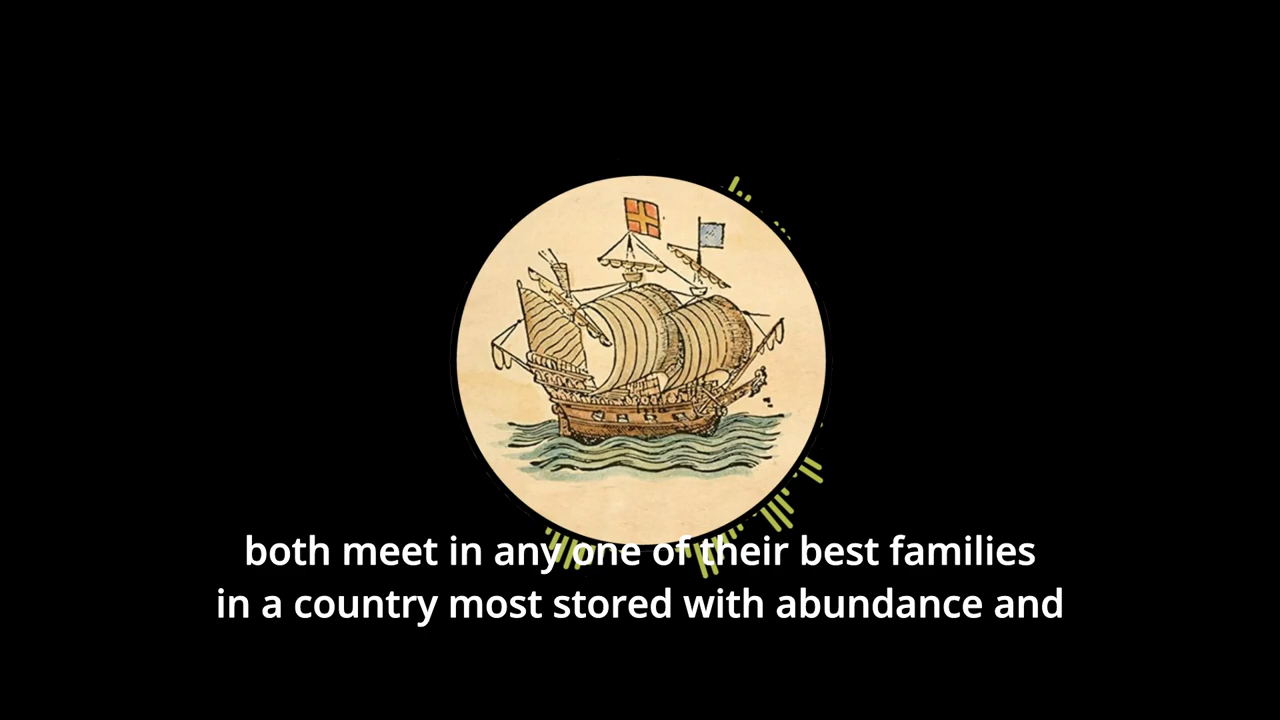 both meet in any one of their best families
in a country most stored with abundance and